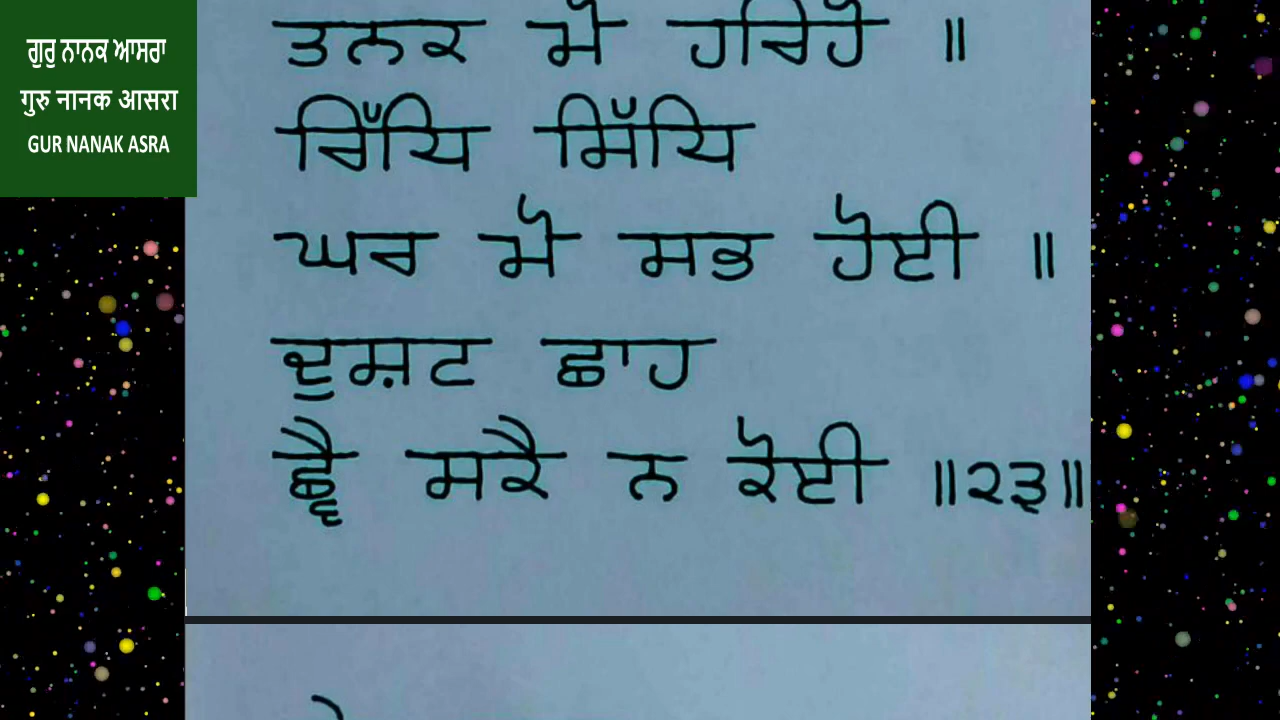 ਗੁਰੁ ਨਾਨਕ ਆਸਰਾ
गुरु नानक आसरा
GUR NANAK ASRA
ਤਨਕ ਮੋ ਹਰਿਹੋ ॥
ਰਿੱਧਿ ਸਿੱਧਿ
ਘਰ ਮੋ ਸਭ ਹੋਈ ॥
ਦੁਸ਼ਟ ਛਾਹ
ਛ੍ਵੈ ਸਕੈ ਨ ਕੋਈ ॥੨੩॥